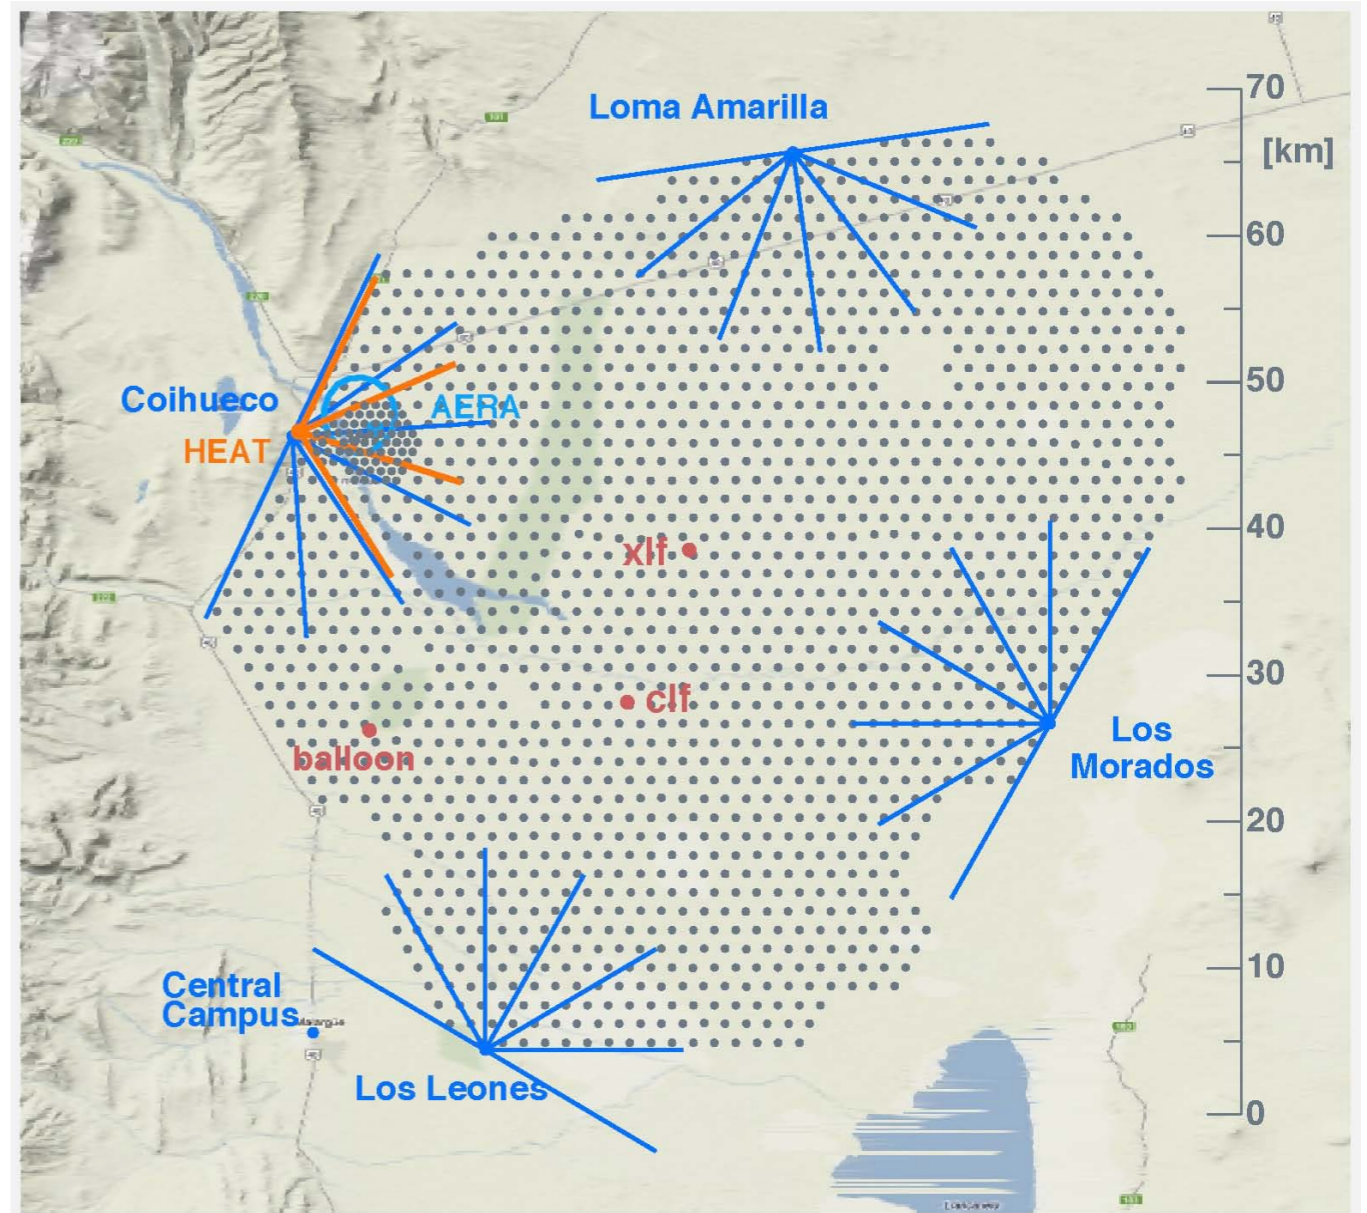 Loma Amarilla
70
[km]
60
50
Coihueco
AERA
HEAT
40
xlf
30
clf
balloon
Los
Morados
20
Central
Campus
10
Los Leones
0